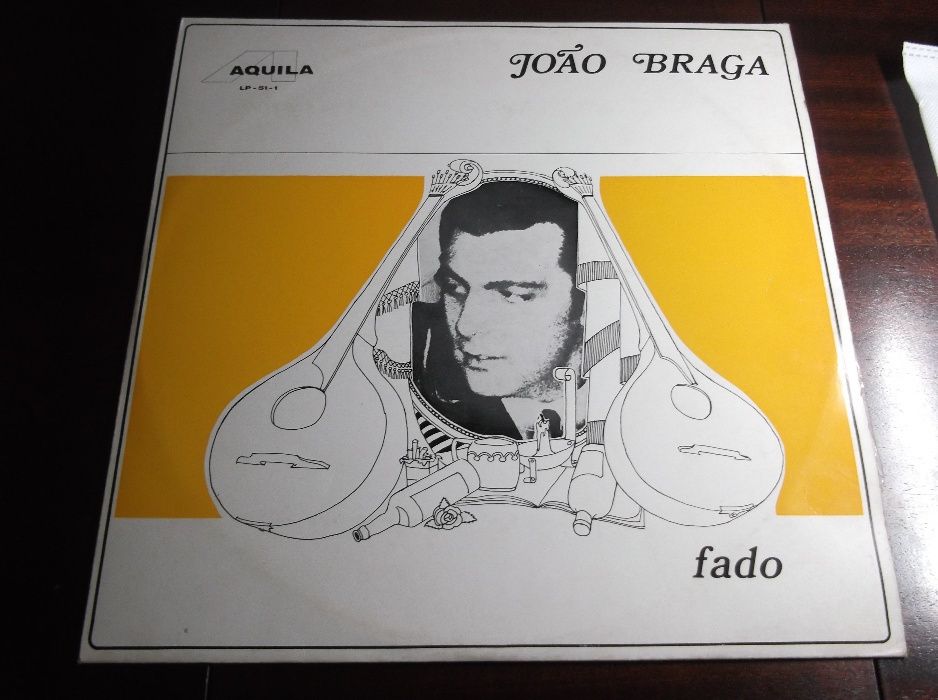 AQUILA
LP-51-1
JOÃO BRAGA
fado